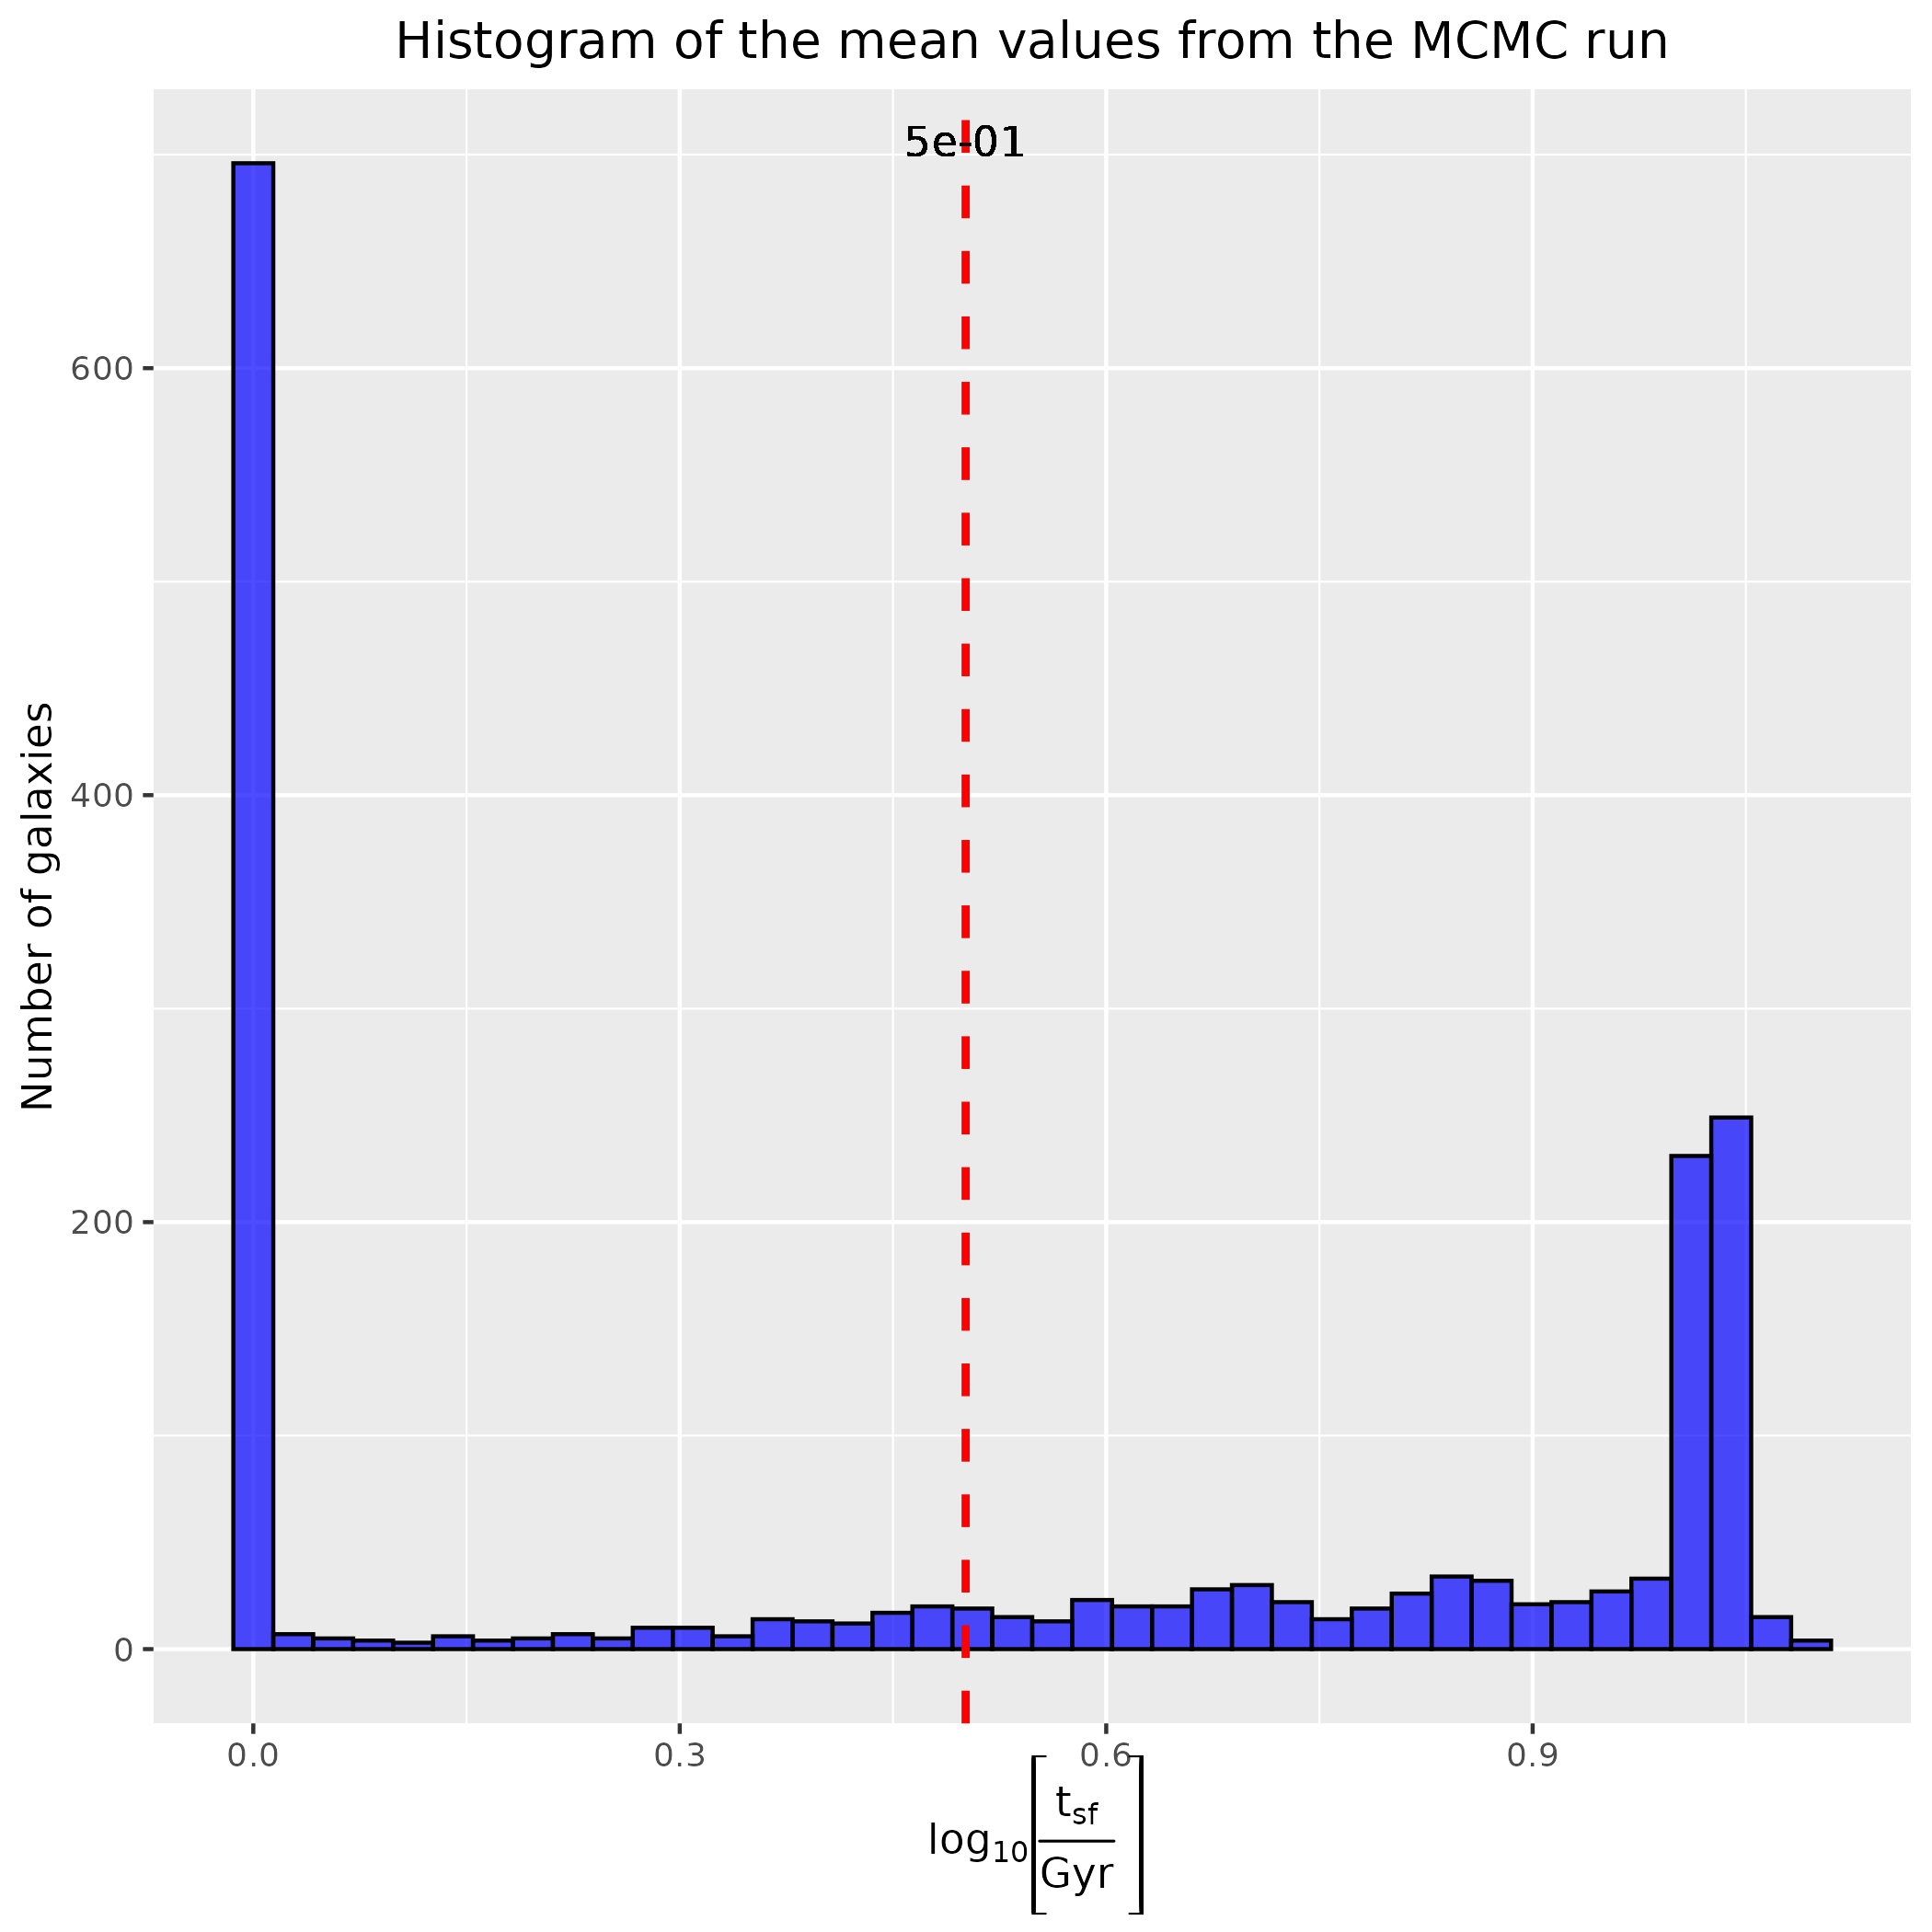 Histogram of the mean values from the MCMC run
5e-01
Number of galaxies
600
400
200
0
0.0 0.3 0.6 0.9
log₁₀[t_sf/Gyr]